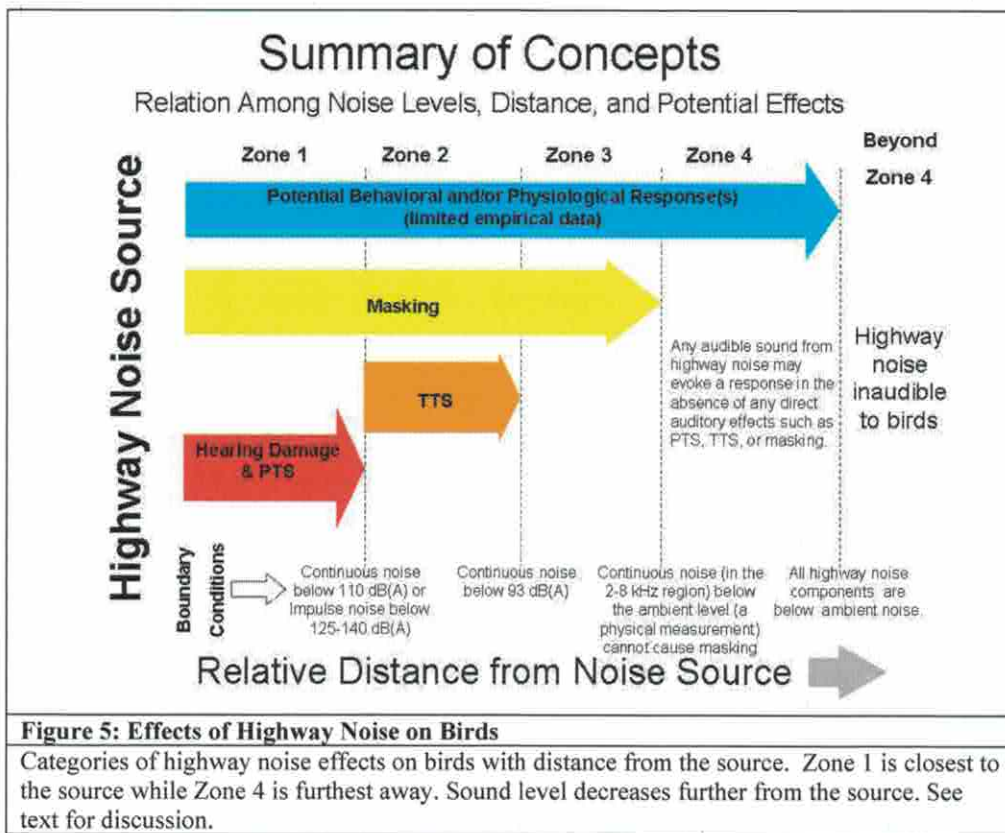 Summary of Concepts
Relation Among Noise Levels, Distance, and Potential Effects
Highway Noise Source
Zone 1
Zone 2
Zone 3
Zone 4
Beyond
Zone 4
Potential Behavioral and/or Physiological Response(s)
(limited empirical data)
Masking
TTS
Hearing Damage
& PTS
Any audible sound from
highway noise may
evoke a response in the
absence of any direct
auditory effects such as
PTS, TTS, or masking.
Highway
noise
inaudible
to birds
Boundary
Conditions
Continuous noise
below 110 dB(A) or
Impulse noise below
125-140 dB(A)
Continuous noise
below 93 dB(A)
Continuous noise (in the
2-8 kHz region) below
the ambient level (a
physical measurement)
cannot cause masking
All highway noise
components are
below ambient noise.
Relative Distance from Noise Source
Figure 5: Effects of Highway Noise on Birds
Categories of highway noise effects on birds with distance from the source. Zone 1 is closest to
the source while Zone 4 is furthest away. Sound level decreases further from the source. See
text for discussion.